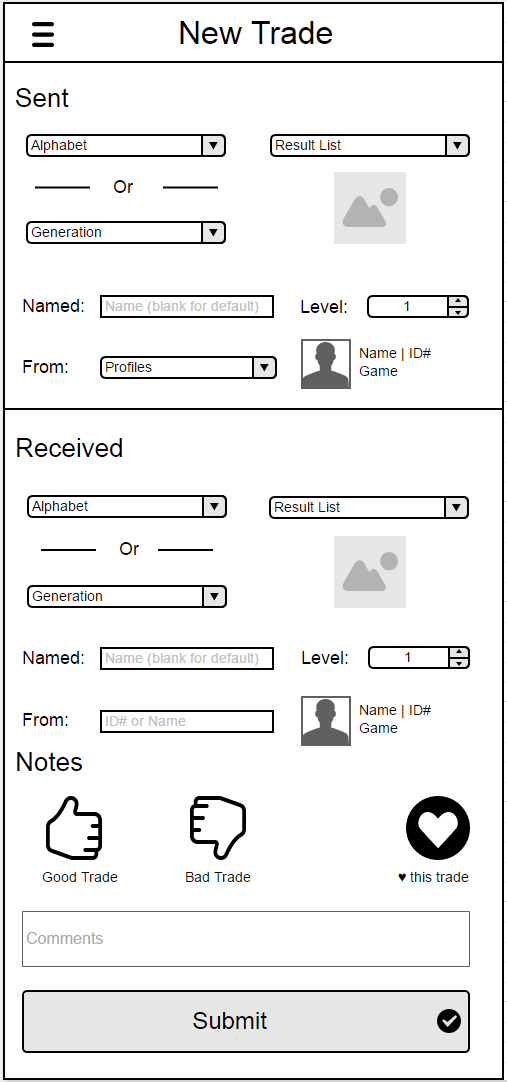 New Trade
Sent
Alphabet
Result List
Or
Generation
Named: Name (blank for default) Level: 1
From: Profiles
Name | ID#
Game
Received
Alphabet
Result List
Or
Generation
Named: Name (blank for default) Level: 1
From: ID# or Name
Name | ID#
Game
Notes
Good Trade Bad Trade ♥ this trade
Comments
Submit